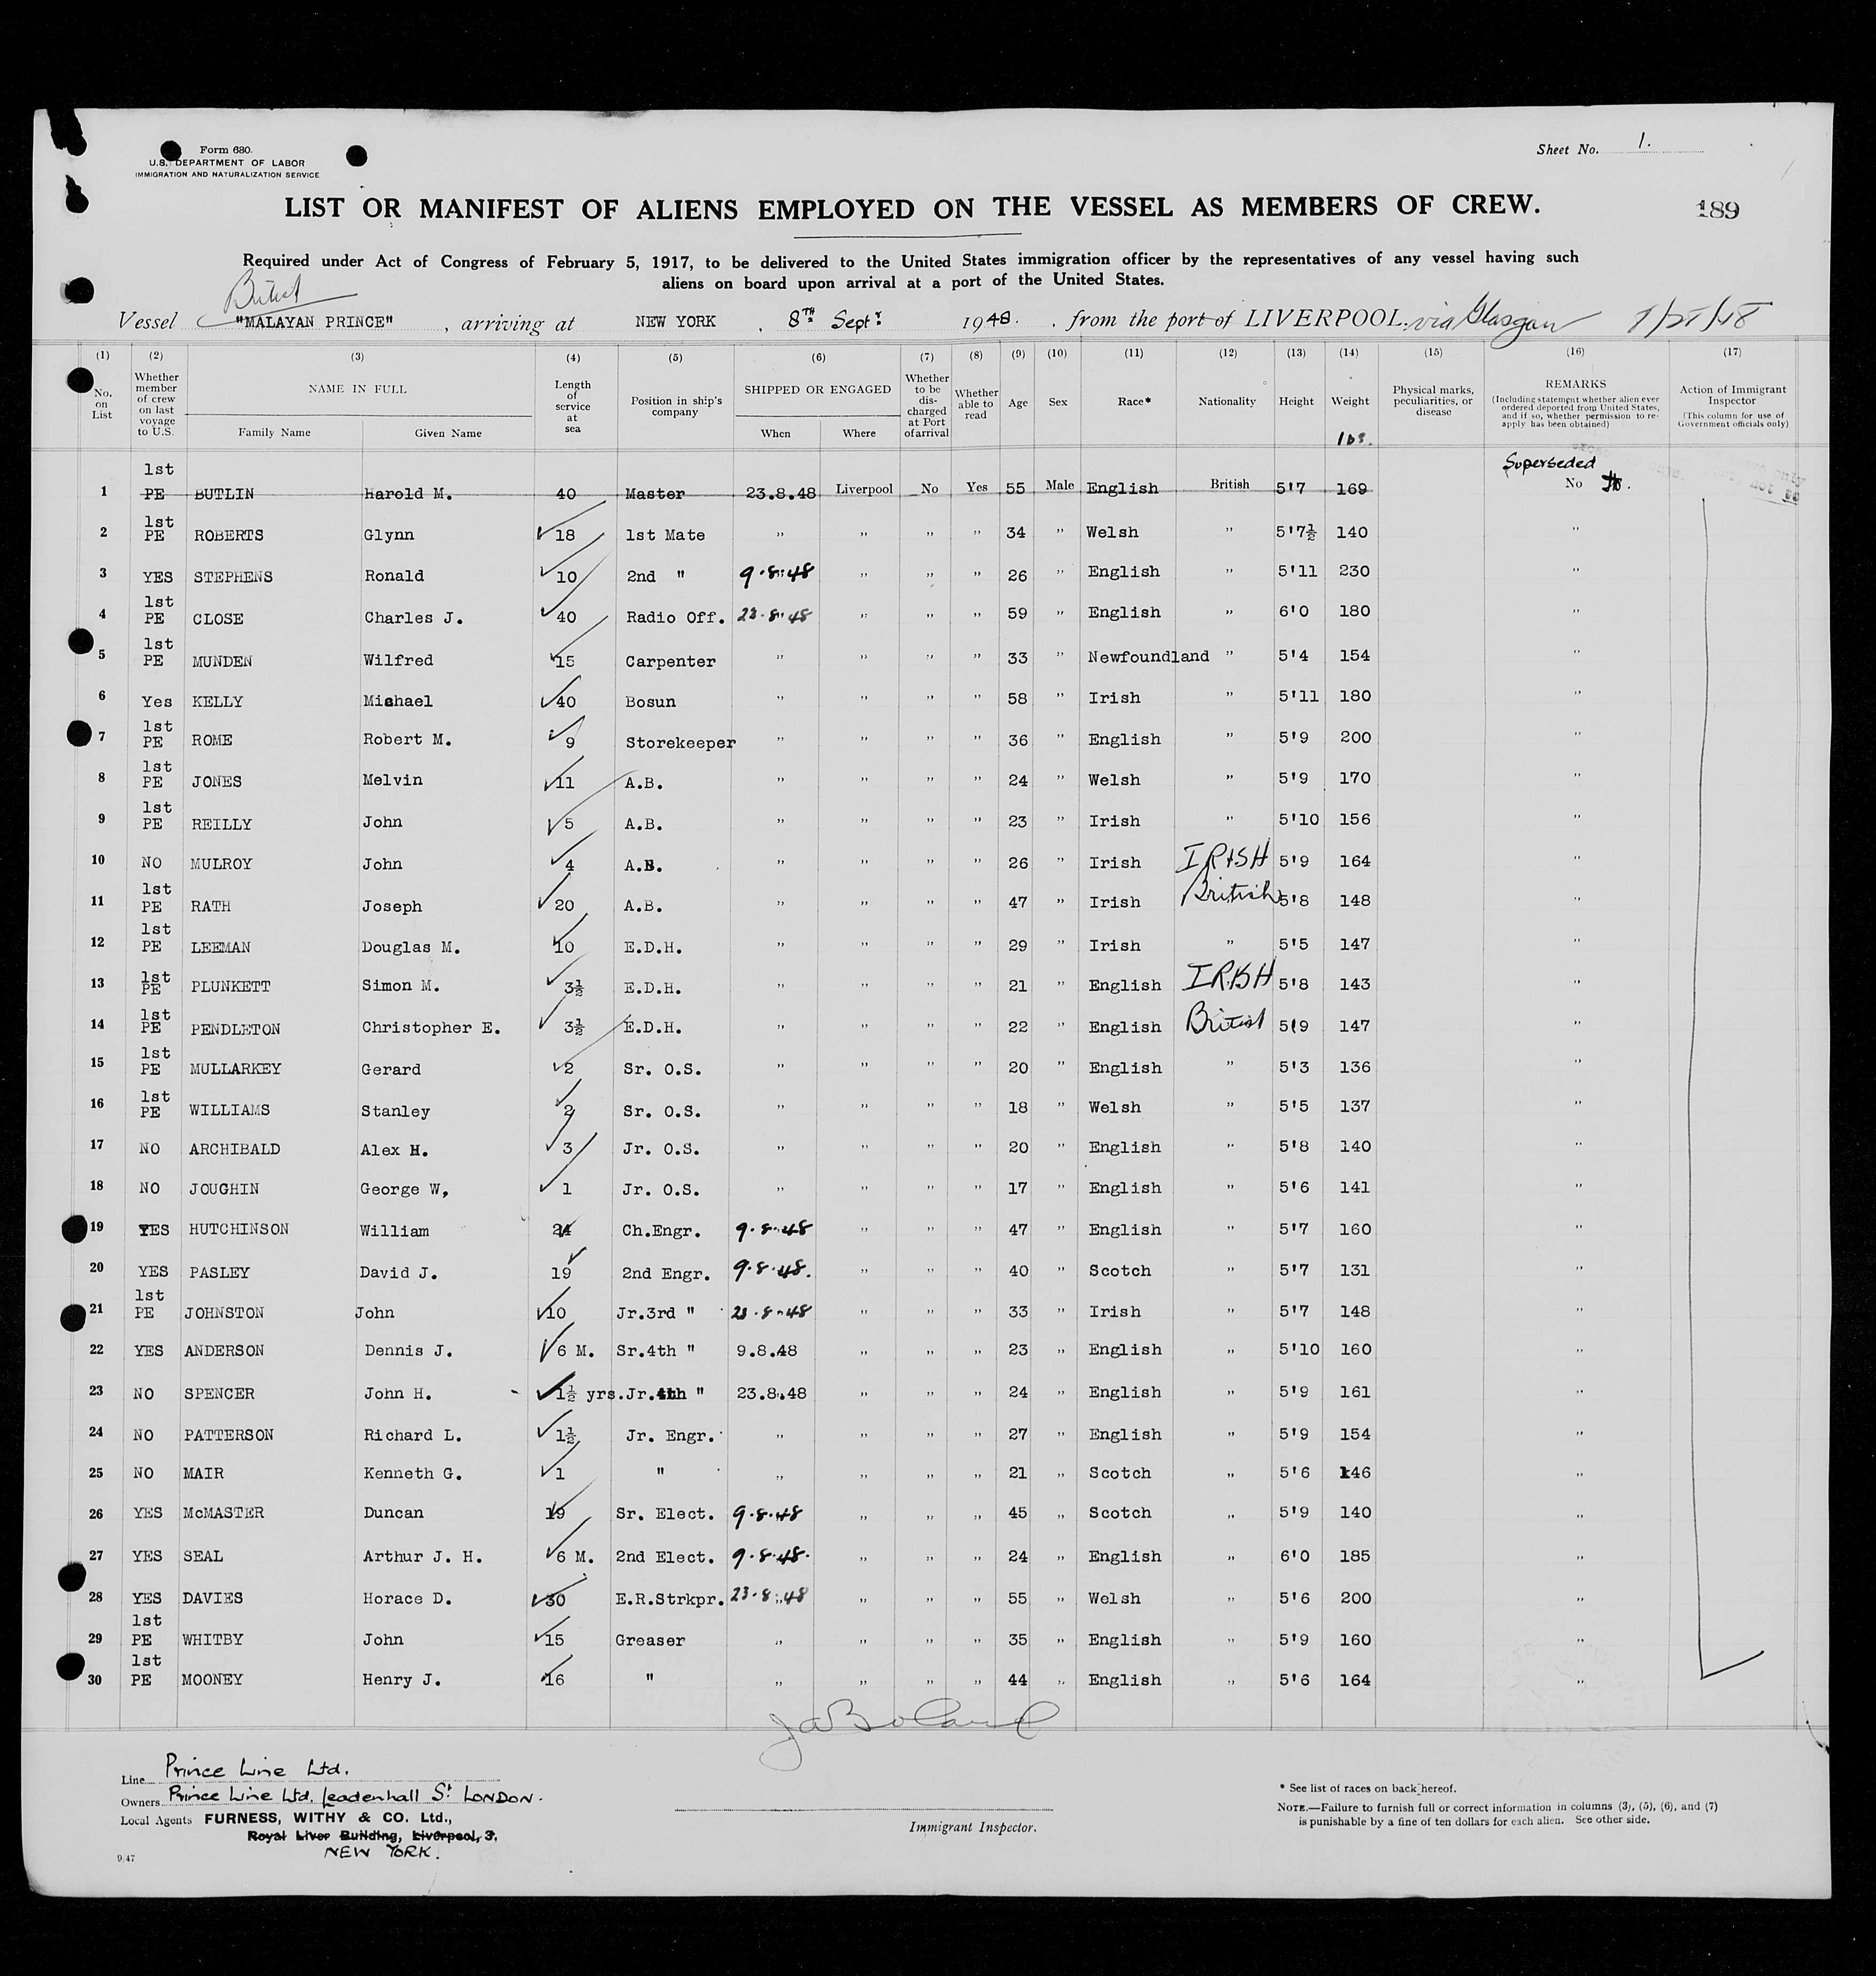 Form 680.
U.S. DEPARTMENT OF LABOR
IMMIGRATION AND NATURALIZATION SERVICE
Sheet No. 1.
LIST OR MANIFEST OF ALIENS EMPLOYED ON THE VESSEL AS MEMBERS OF CREW.
189
Required under Act of Congress of February 5, 1917, to be delivered to the United States immigration officer by the representatives of any vessel having such
aliens on board upon arrival at a port of the United States.
Vessel "MALAYAN PRINCE", arriving at NEW YORK, 8TH Septr. 1948., from the port of LIVERPOOL. via Glasgow
(1) (2) (3) (4) (5) (6) (7) (8) (9) (10) (11) (12) (13) (14) (15) (16) (17)
No. on List
Whether member of crew on last voyage to U.S.
NAME IN FULL
Family Name Given Name
Length of service at sea
Position in ship's company
SHIPPED OR ENGAGED
When Where
Whether to be discharged at Port of arrival
Whether able to read
Age
Sex
Race*
Nationality
Height
Weight
lbs.
Physical marks, peculiarities, or disease
REMARKS
(Including statement whether alien ever ordered deported from United States, and if so, whether permission to re-apply has been obtained)
Action of Immigrant Inspector
(This column for use of Government officials only)
Superseded
1 1st PE BUTLIN Harold M. 40 Master 23.8.48 Liverpool No Yes 55 Male English British 5'7 169 No
2 1st PE ROBERTS Glynn 18 1st Mate " " " " 34 " Welsh " 5'7½ 140 "
3 YES STEPHENS Ronald 10 2nd " 9.8.48 " " " 26 " English " 5'11 230 "
4 1st PE CLOSE Charles J. 40 Radio Off. 23.8.48 " " " 59 " English " 6'0 180 "
5 1st PE MUNDEN Wilfred 15 Carpenter " " " " 33 " Newfoundland " 5'4 154 "
6 Yes KELLY Michael 40 Bosun " " " " 58 " Irish " 5'11 180 "
7 1st PE ROME Robert M. 9 Storekeeper " " " " 36 " English " 5'9 200 "
8 1st PE JONES Melvin 11 A.B. " " " " 24 " Welsh " 5'9 170 "
9 1st PE REILLY John 5 A.B. " " " " 23 " Irish " 5'10 156 "
10 NO MULROY John 4 A.B. " " " " 26 " Irish IRISH 5'9 164 "
11 1st PE RATH Joseph 20 A.B. " " " " 47 " Irish British 5'8 148 "
12 1st PE LEEMAN Douglas M. 10 E.D.H. " " " " 29 " Irish " 5'5 147 "
13 1st PE PLUNKETT Simon M. 3½ E.D.H. " " " " 21 " English IRISH 5'8 143 "
14 1st PE PENDLETON Christopher E. 3½ E.D.H. " " " " 22 " English British 5'9 147 "
15 1st PE MULLARKEY Gerard 2 Sr. O.S. " " " " 20 " English " 5'3 136 "
16 1st PE WILLIAMS Stanley 2 Sr. O.S. " " " " 18 " Welsh " 5'5 137 "
17 NO ARCHIBALD Alex H. 3 Jr. O.S. " " " " 20 " English " 5'8 140 "
18 NO JOUGHIN George W, 1 Jr. O.S. " " " " 17 " English " 5'6 141 "
19 YES HUTCHINSON William 24 Ch.Engr. 9.8.48 " " " 47 " English " 5'7 160 "
20 YES PASLEY David J. 19 2nd Engr. 9.8.48. " " " 40 " Scotch " 5'7 131 "
21 1st PE JOHNSTON John 10 Jr.3rd " 23.8.48 " " " 33 " Irish " 5'7 148 "
22 YES ANDERSON Dennis J. 6 M. Sr.4th " 9.8.48 " " " 23 " English " 5'10 160 "
23 NO SPENCER John H. 1½ yrs. Jr.4th " 23.8.48 " " " 24 " English " 5'9 161 "
24 NO PATTERSON Richard L. 1½ Jr. Engr. " " " " 27 " English " 5'9 154 "
25 NO MAIR Kenneth G. 1 " " " " " 21 " Scotch " 5'6 146 "
26 YES McMASTER Duncan 19 Sr. Elect. 9.8.48 " " " 45 " Scotch " 5'9 140 "
27 YES SEAL Arthur J. H. 6 M. 2nd Elect. 9.8.48. " " " 24 " English " 6'0 185 "
28 YES DAVIES Horace D. 30 E.R.Strkpr. 23.8.48 " " " 55 " Welsh " 5'6 200 "
29 1st PE WHITBY John 15 Greaser " " " " 35 " English " 5'9 160 "
30 1st PE MOONEY Henry J. 16 " " " " " 44 " English " 5'6 164 "
Line Prince Line Ltd.
Owners Prince Line Ltd. Leadenhall St. LONDON.
Local Agents FURNESS, WITHY & CO. Ltd.,
Royal Liver Building, Liverpool, 3.
NEW YORK.
9/47
Immigrant Inspector.
* See list of races on back hereof.
NOTE.—Failure to furnish full or correct information in columns (3), (5), (6), and (7)
is punishable by a fine of ten dollars for each alien. See other side.